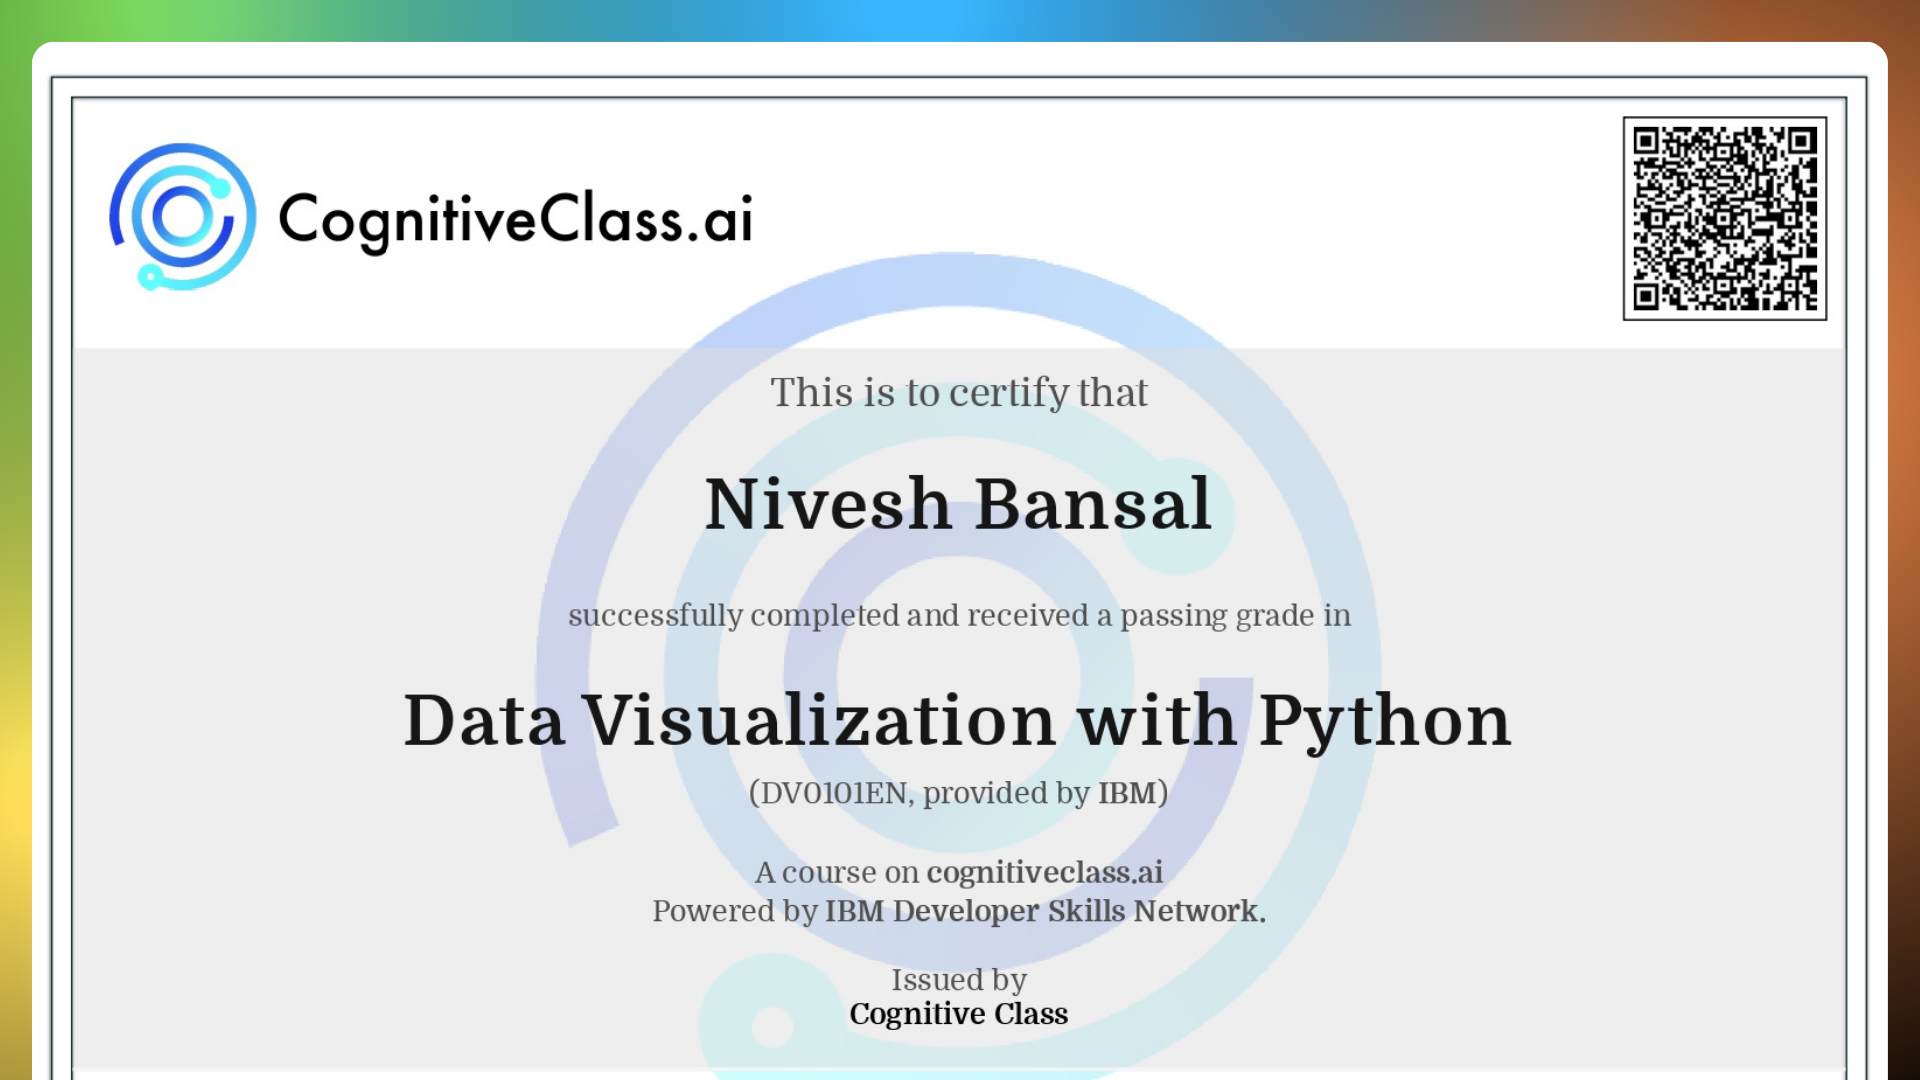 CognitiveClass.ai
This is to certify that
Nivesh Bansal
successfully completed and received a passing grade in
Data Visualization with Python
(DV0101EN, provided by IBM)
A course on cognitiveclass.ai
Powered by IBM Developer Skills Network.
Issued by
Cognitive Class